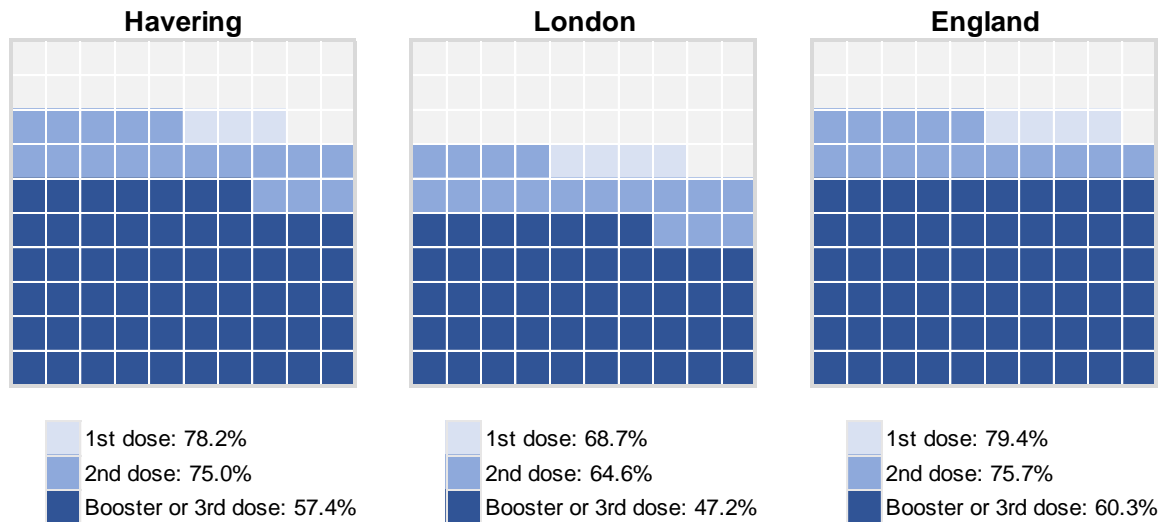 Havering
London
England
1st dose: 78.2%
2nd dose: 75.0%
Booster or 3rd dose: 57.4%
1st dose: 68.7%
2nd dose: 64.6%
Booster or 3rd dose: 47.2%
1st dose: 79.4%
2nd dose: 75.7%
Booster or 3rd dose: 60.3%